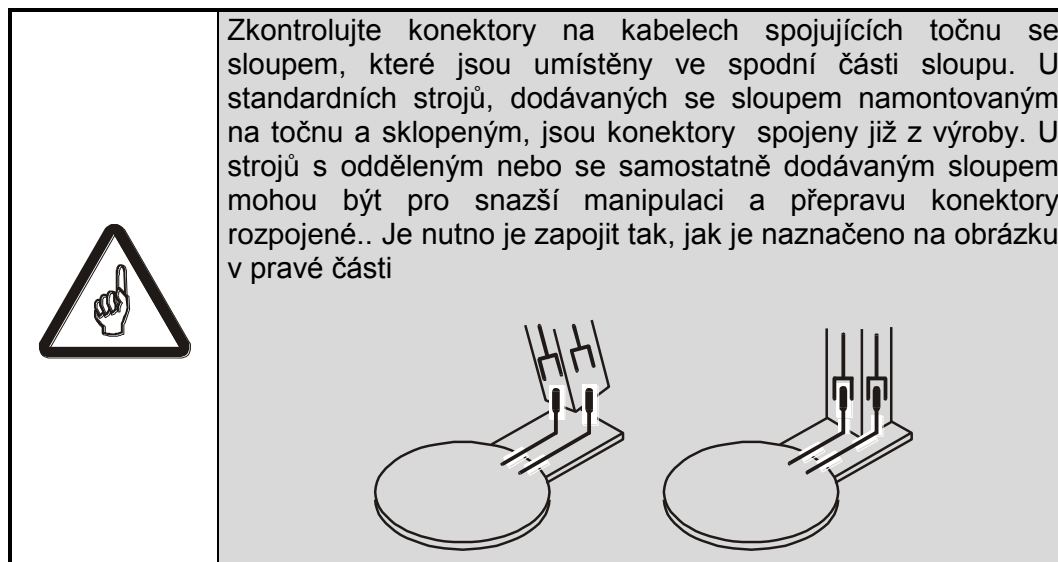 Zkontrolujte konektory na kabelech spojujících točnu se
sloupem, které jsou umístěny ve spodní části sloupu. U
standardních strojů, dodávaných se sloupem namontovaným
na točnu a sklopeným, jsou konektory spojeny již z výroby. U
strojů s odděleným nebo se samostatně dodávaným sloupem
mohou být pro snazší manipulaci a přepravu konektory
rozpojené.. Je nutno je zapojit tak, jak je naznačeno na obrázku
v pravé části